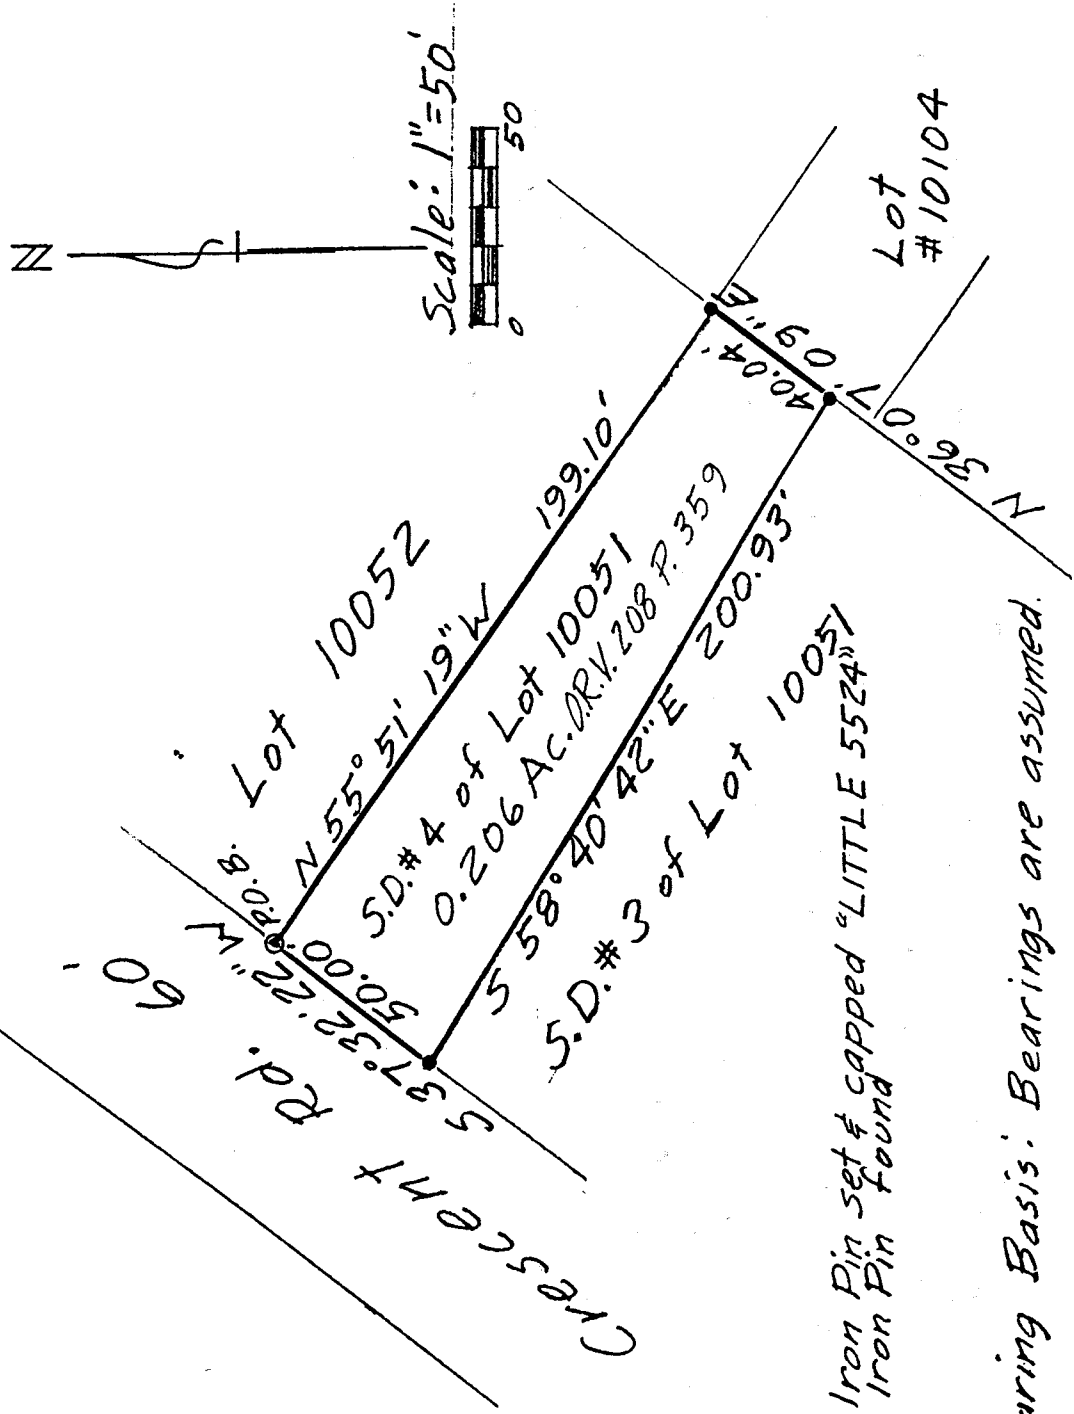 N
Scale: 1"=50'
0 50
Lot 10052
P.O.B.
60'
Crescent Rd.
S 37° 32' 22" W
50.00'
N 55° 51' 19" W 199.10'
S.D.# 4 of Lot 10051
0.206 Ac. O.R.V. 208 P. 359
S 58° 40' 42" E 200.93'
S.D.# 3 of Lot 10051
40.04'
N 36° 07' 09" E
Lot
# 10104
Iron Pin set & capped "LITTLE 5524"
Iron Pin found
aring Basis: Bearings are assumed.